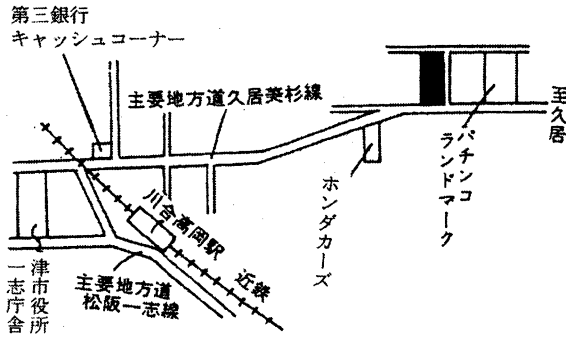 第三銀行
キャッシュコーナー
主要地方道久居美杉線
至久居
パチンコ
ランドマーク
ホンダカーズ
川合高岡駅
近鉄
主要地方道
松阪一志線
津市役所
一志庁舎